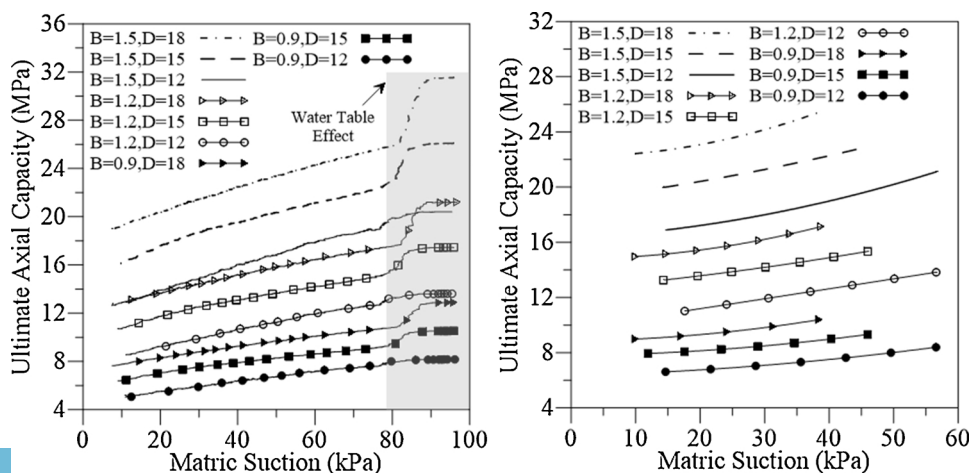 36
32
28
24
20
16
12
8
4
Ultimate Axial Capacity (MPa)
B=1.5,D=18
B=1.5,D=15
B=1.5,D=12
B=1.2,D=18
B=1.2,D=15
B=1.2,D=12
B=0.9,D=18
B=0.9,D=15
B=0.9,D=12
Water Table
Effect
0 20 40 60 80 100
Matric Suction (kPa)
32
28
24
20
16
12
8
4
Ultimate Axial Capacity (MPa)
B=1.5,D=18
B=1.5,D=15
B=1.5,D=12
B=1.2,D=18
B=1.2,D=15
B=1.2,D=12
B=0.9,D=18
B=0.9,D=15
B=0.9,D=12
0 10 20 30 40 50 60
Matric Suction (kPa)